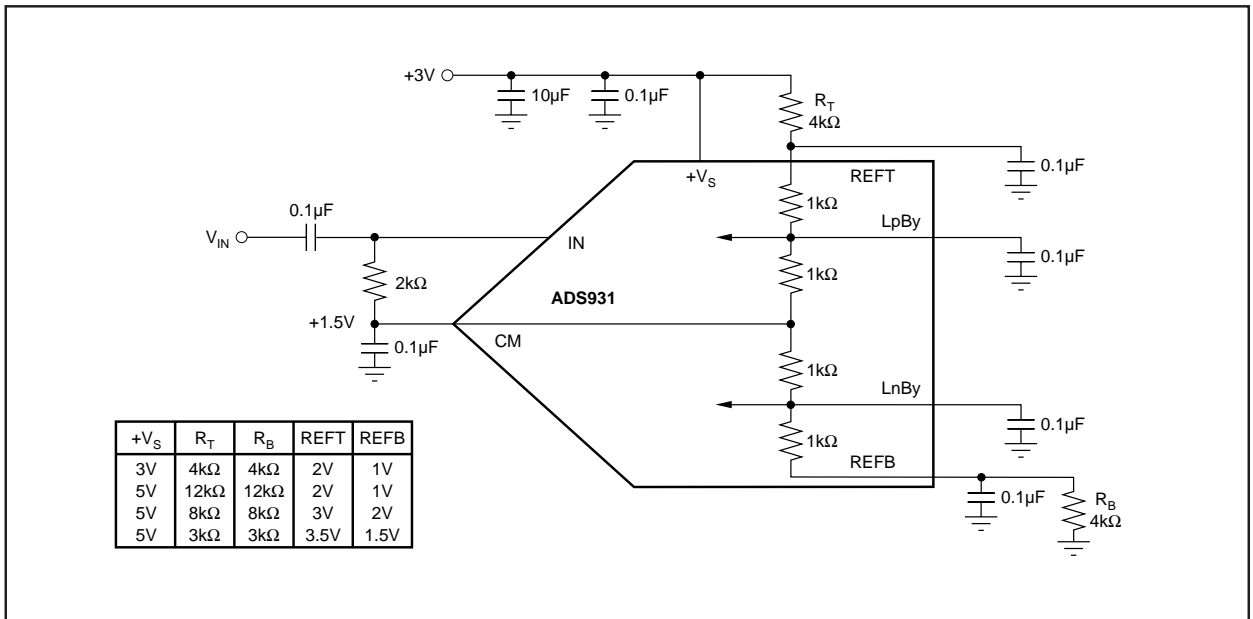 +3V
10µF
0.1µF
R_T
4kΩ
0.1µF
+V_S
REFT
1kΩ
0.1µF
V_IN
IN
LpBy
0.1µF
1kΩ
2kΩ
ADS931
+1.5V
CM
0.1µF
1kΩ
LnBy
0.1µF
1kΩ
REFB
0.1µF
R_B
4kΩ
+V_S R_T R_B REFT REFB
3V 4kΩ 4kΩ 2V 1V
5V 12kΩ 12kΩ 2V 1V
5V 8kΩ 8kΩ 3V 2V
5V 3kΩ 3kΩ 3.5V 1.5V